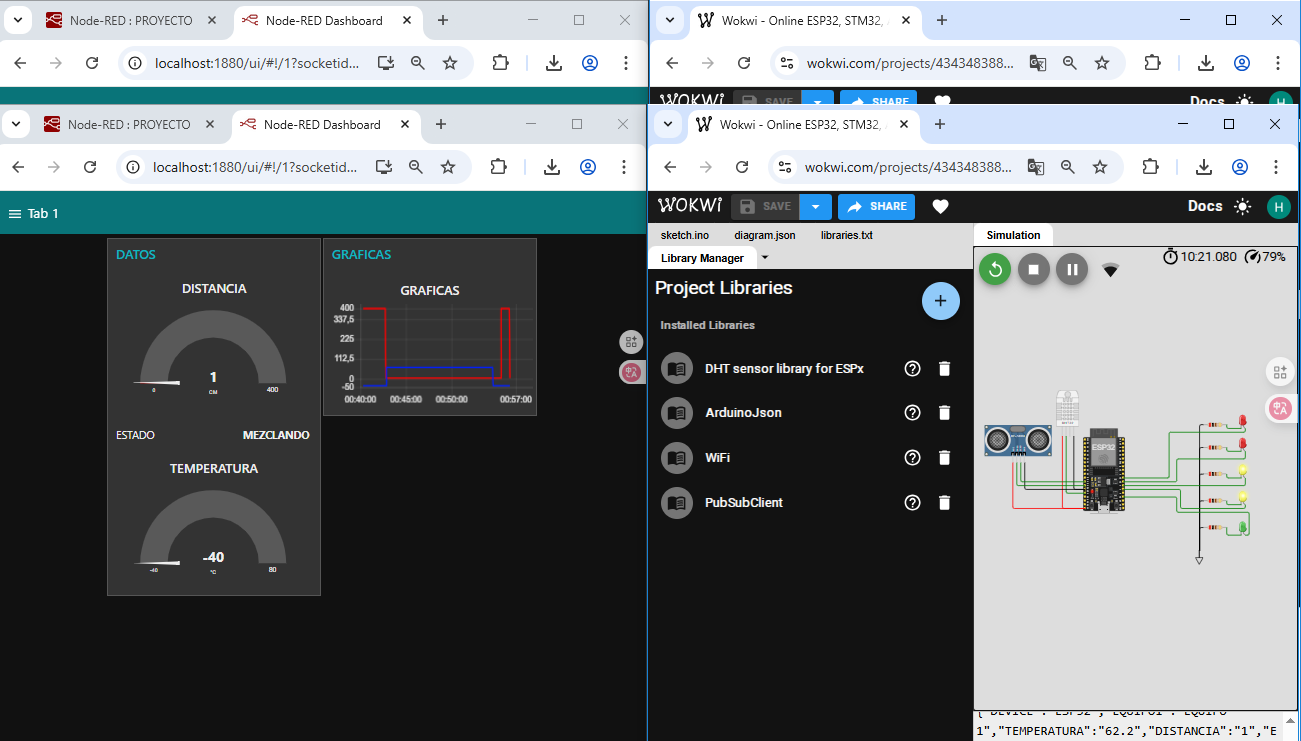 Node-RED : PROYECTO
Node-RED Dashboard
localhost:1880/ui/#!/1?socketid...
Wokwi - Online ESP32, STM32,
wokwi.com/projects/434348388...
WOKWi
SAVE
SHARE
Docs
H
Node-RED : PROYECTO
Node-RED Dashboard
localhost:1880/ui/#!/1?socketid...
Tab 1
DATOS
DISTANCIA
1
CM
0
400
ESTADO
MEZCLANDO
TEMPERATURA
-40
°C
-40
80
GRAFICAS
GRAFICAS
400
337,5
225
112,5
0
-50
00:40:00
00:45:00
00:50:00
00:57:00
Wokwi - Online ESP32, STM32,
wokwi.com/projects/434348388...
WOKWi
SAVE
SHARE
Docs
H
sketch.ino
diagram.json
libraries.txt
Library Manager
Project Libraries
Installed Libraries
DHT sensor library for ESPx
ArduinoJson
WiFi
PubSubClient
Simulation
10:21.080
79%
ESP32
{"DEVICE":"ESP32","EQUIPO1":"EQUIPO
1","TEMPERATURA":"62.2","DISTANCIA":"1","E